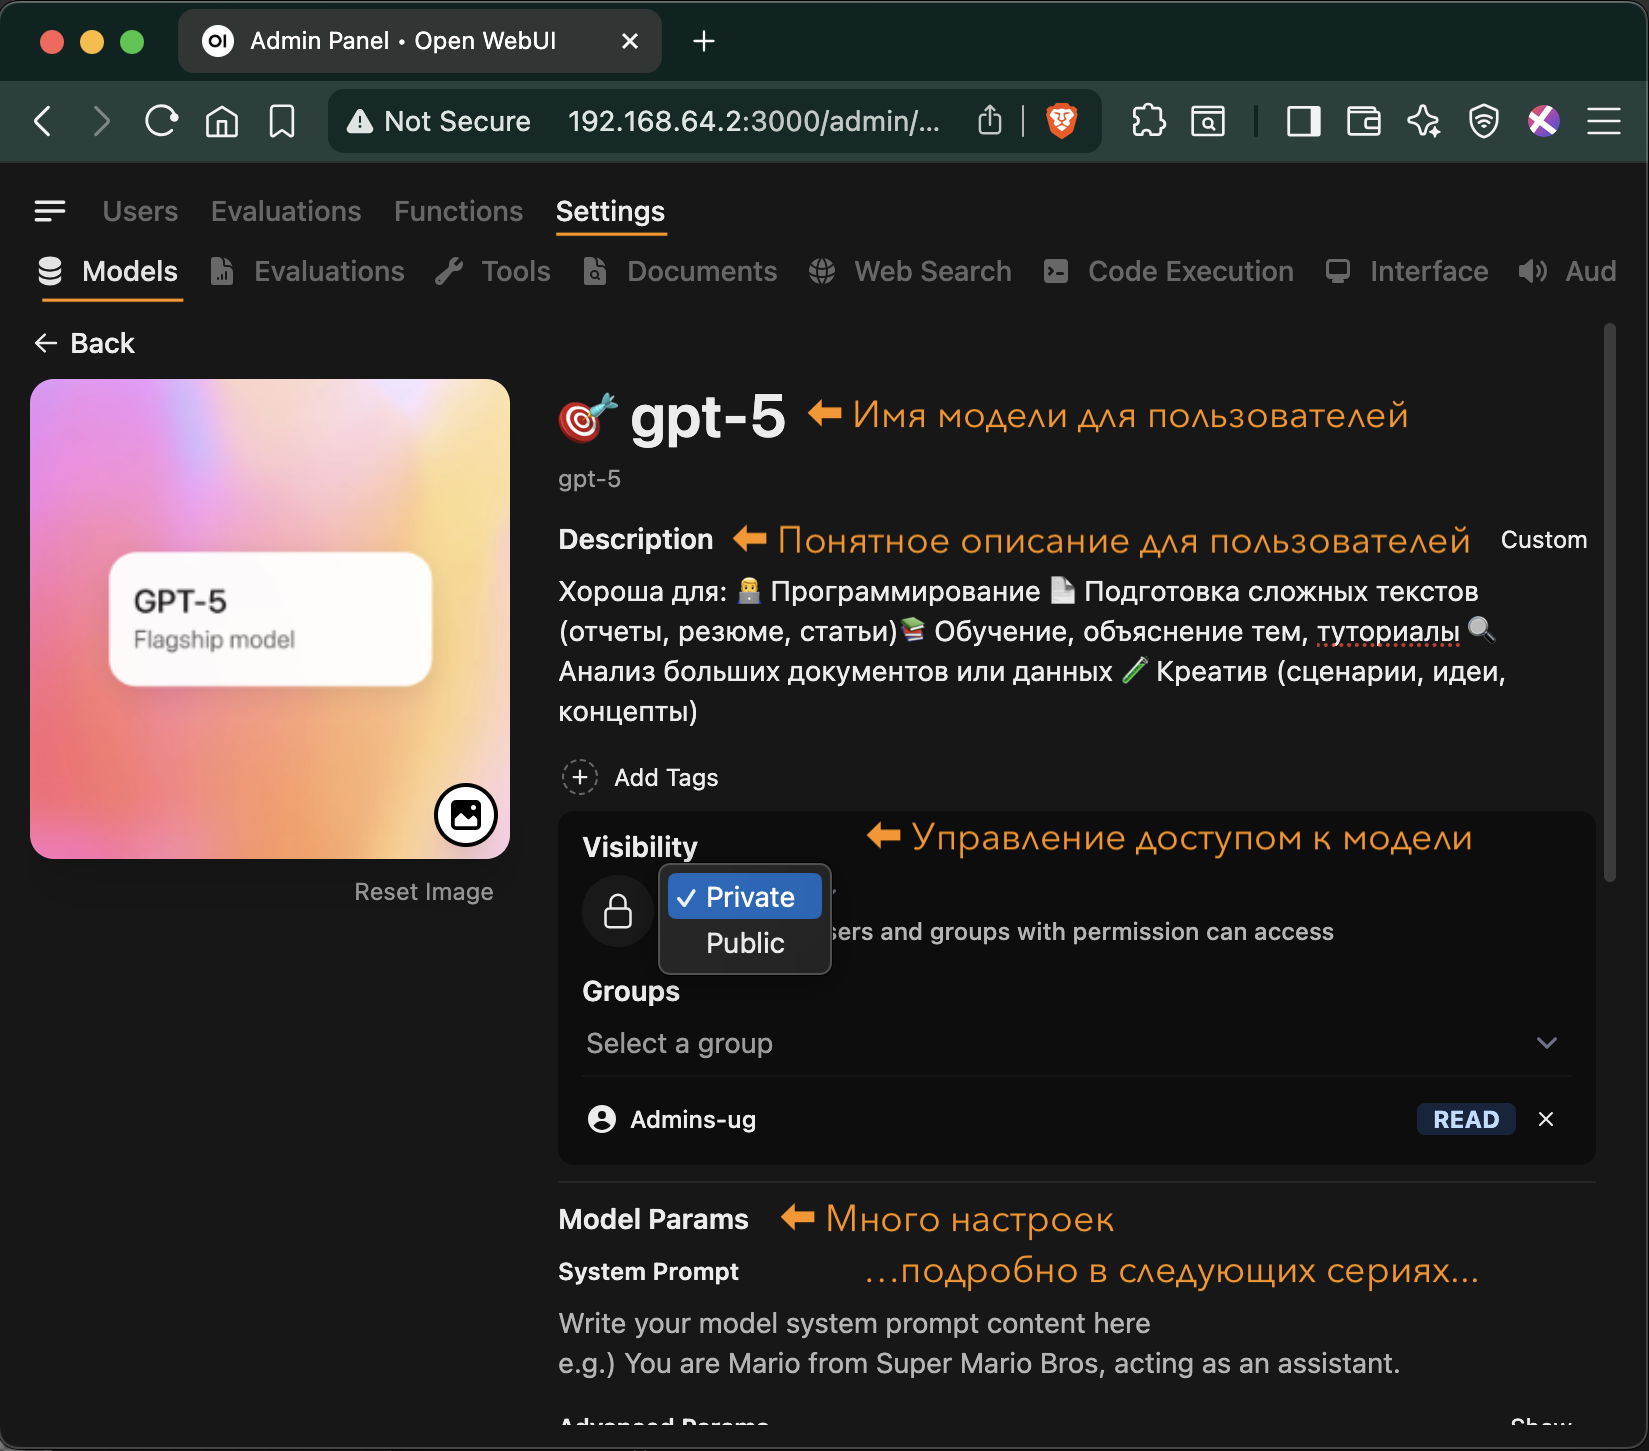 Admin Panel • Open WebUI
Not Secure 192.168.64.2:3000/admin/...
Users Evaluations Functions Settings
Models Evaluations Tools Documents Web Search Code Execution Interface Aud
Back
🎯 gpt-5 ⬅ Имя модели для пользователей
gpt-5
GPT-5
Flagship model
Reset Image
Description ⬅ Понятное описание для пользователей Custom
Хороша для: 👨‍💻 Программирование 📄 Подготовка сложных текстов
(отчеты, резюме, статьи)📚 Обучение, объяснение тем, туториалы 🔍
Анализ больших документов или данных 🧪 Креатив (сценарии, идеи,
концепты)
Add Tags
Visibility ⬅ Управление доступом к модели
Private
Public
sers and groups with permission can access
Groups
Select a group
Admins-ug READ
Model Params ⬅ Много настроек
System Prompt ...подробно в следующих сериях...
Write your model system prompt content here
e.g.) You are Mario from Super Mario Bros, acting as an assistant.
Advanced Params Show